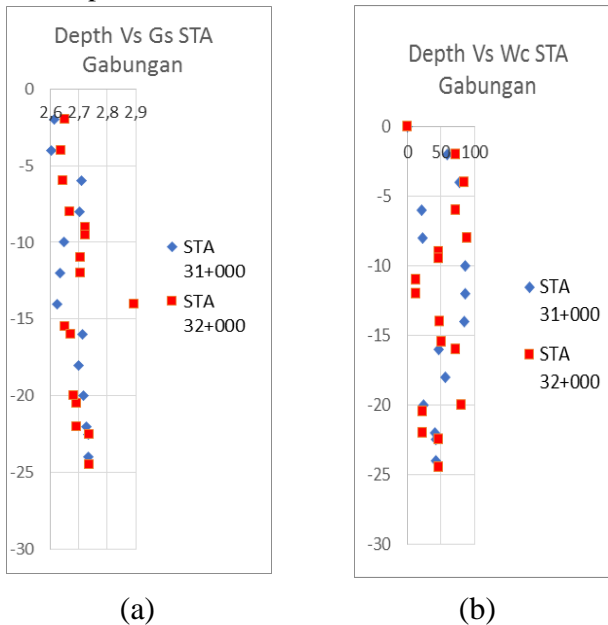 Depth Vs Gs STA
Gabungan
0
2,6 2,7 2,8 2,9
-5
-10
-15
-20
-25
-30
STA
31+000
STA
32+000
(a)
Depth Vs Wc STA
Gabungan
0
0 50 100
-5
-10
-15
-20
-25
-30
STA
31+000
STA
32+000
(b)